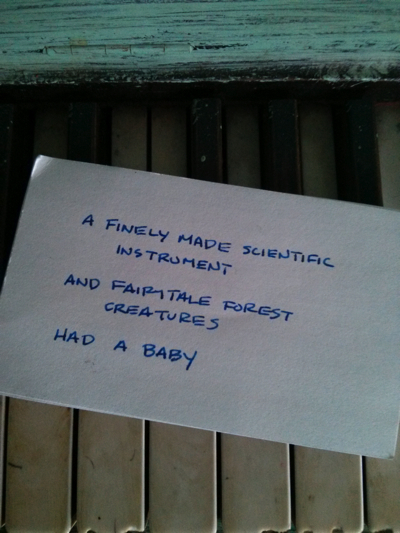 A FINELY MADE SCIENTIFIC
INSTRUMENT
AND FAIRYTALE FOREST
CREATURES
HAD A BABY